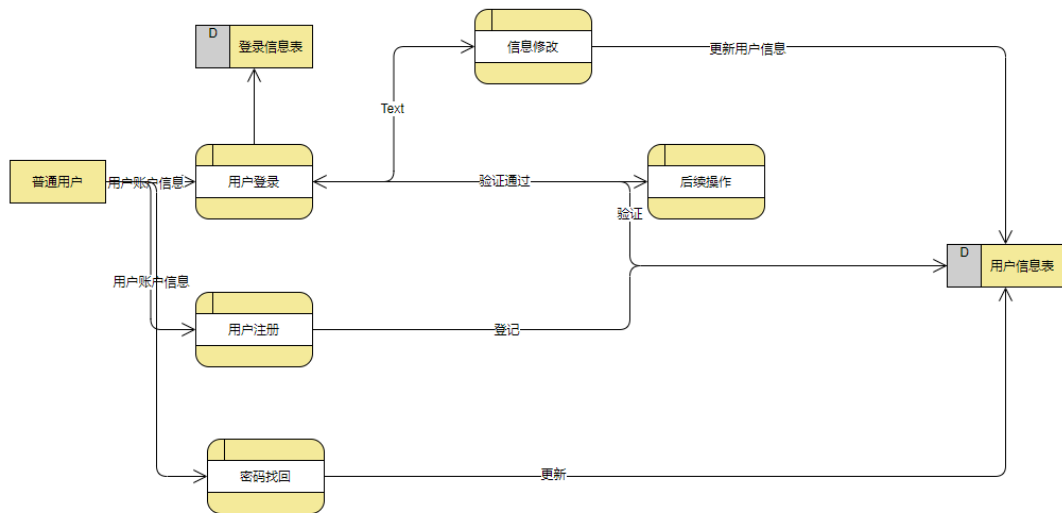 D
登录信息表
信息修改
更新用户信息
Text
普通用户
用户账户信息
用户登录
验证通过
后续操作
验证
D
用户信息表
用户账户信息
用户注册
登记
密码找回
更新